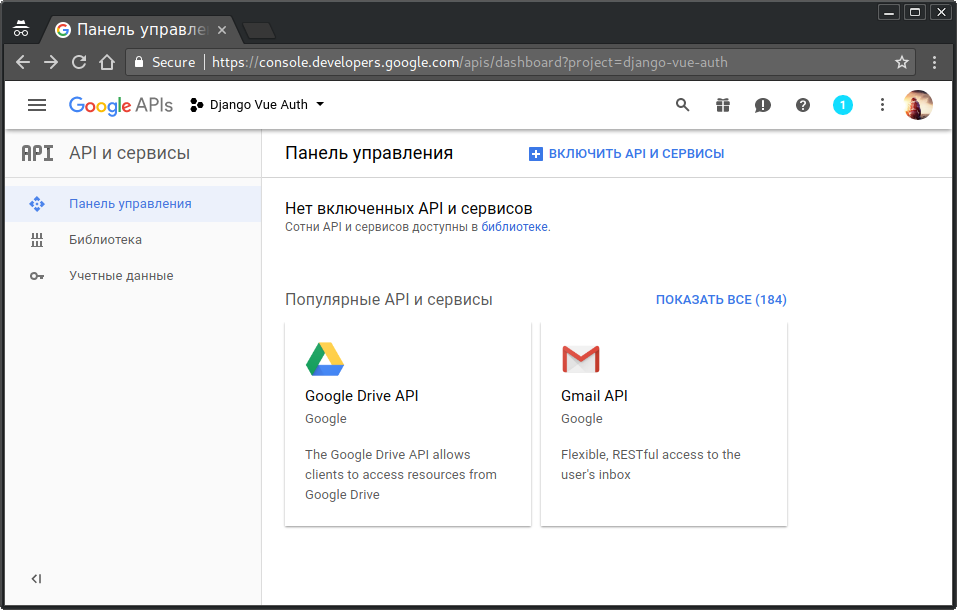 Панель управле
Secure
https://console.developers.google.com/apis/dashboard?project=django-vue-auth
Google APIs
Django Vue Auth
1
API
API и сервисы
Панель управления
ВКЛЮЧИТЬ API И СЕРВИСЫ
Панель управления
Библиотека
Учетные данные
Нет включенных API и сервисов
Сотни API и сервисов доступны в библиотеке.
Популярные API и сервисы
ПОКАЗАТЬ ВСЕ (184)
Google Drive API
Google
The Google Drive API allows
clients to access resources from
Google Drive
Gmail API
Google
Flexible, RESTful access to the
user's inbox